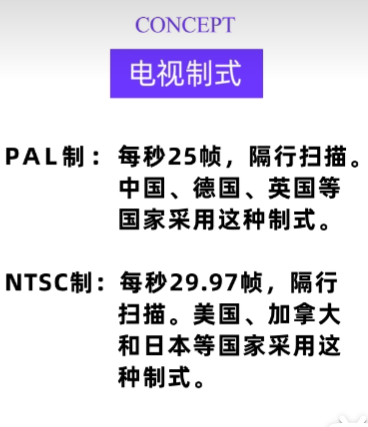 CONCEPT
电视制式
PAL制：每秒25帧，隔行扫描。
中国、德国、英国等
国家采用这种制式。
NTSC制：每秒29.97帧，隔行
扫描。美国、加拿大
和日本等国家采用这
种制式。